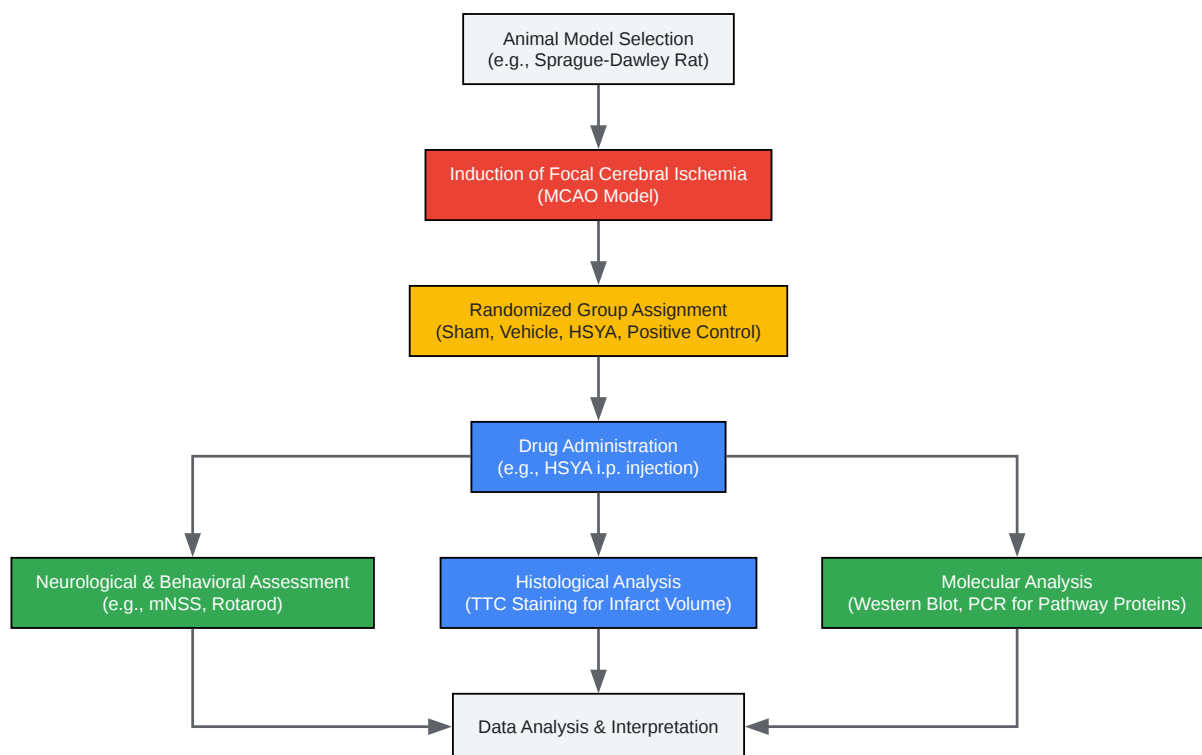 Animal Model Selection
(e.g., Sprague-Dawley Rat)
Induction of Focal Cerebral Ischemia
(MCAO Model)
Randomized Group Assignment
(Sham, Vehicle, HSYA, Positive Control)
Drug Administration
(e.g., HSYA i.p. injection)
Neurological & Behavioral Assessment
(e.g., mNSS, Rotarod)
Histological Analysis
(TTC Staining for Infarct Volume)
Molecular Analysis
(Western Blot, PCR for Pathway Proteins)
Data Analysis & Interpretation